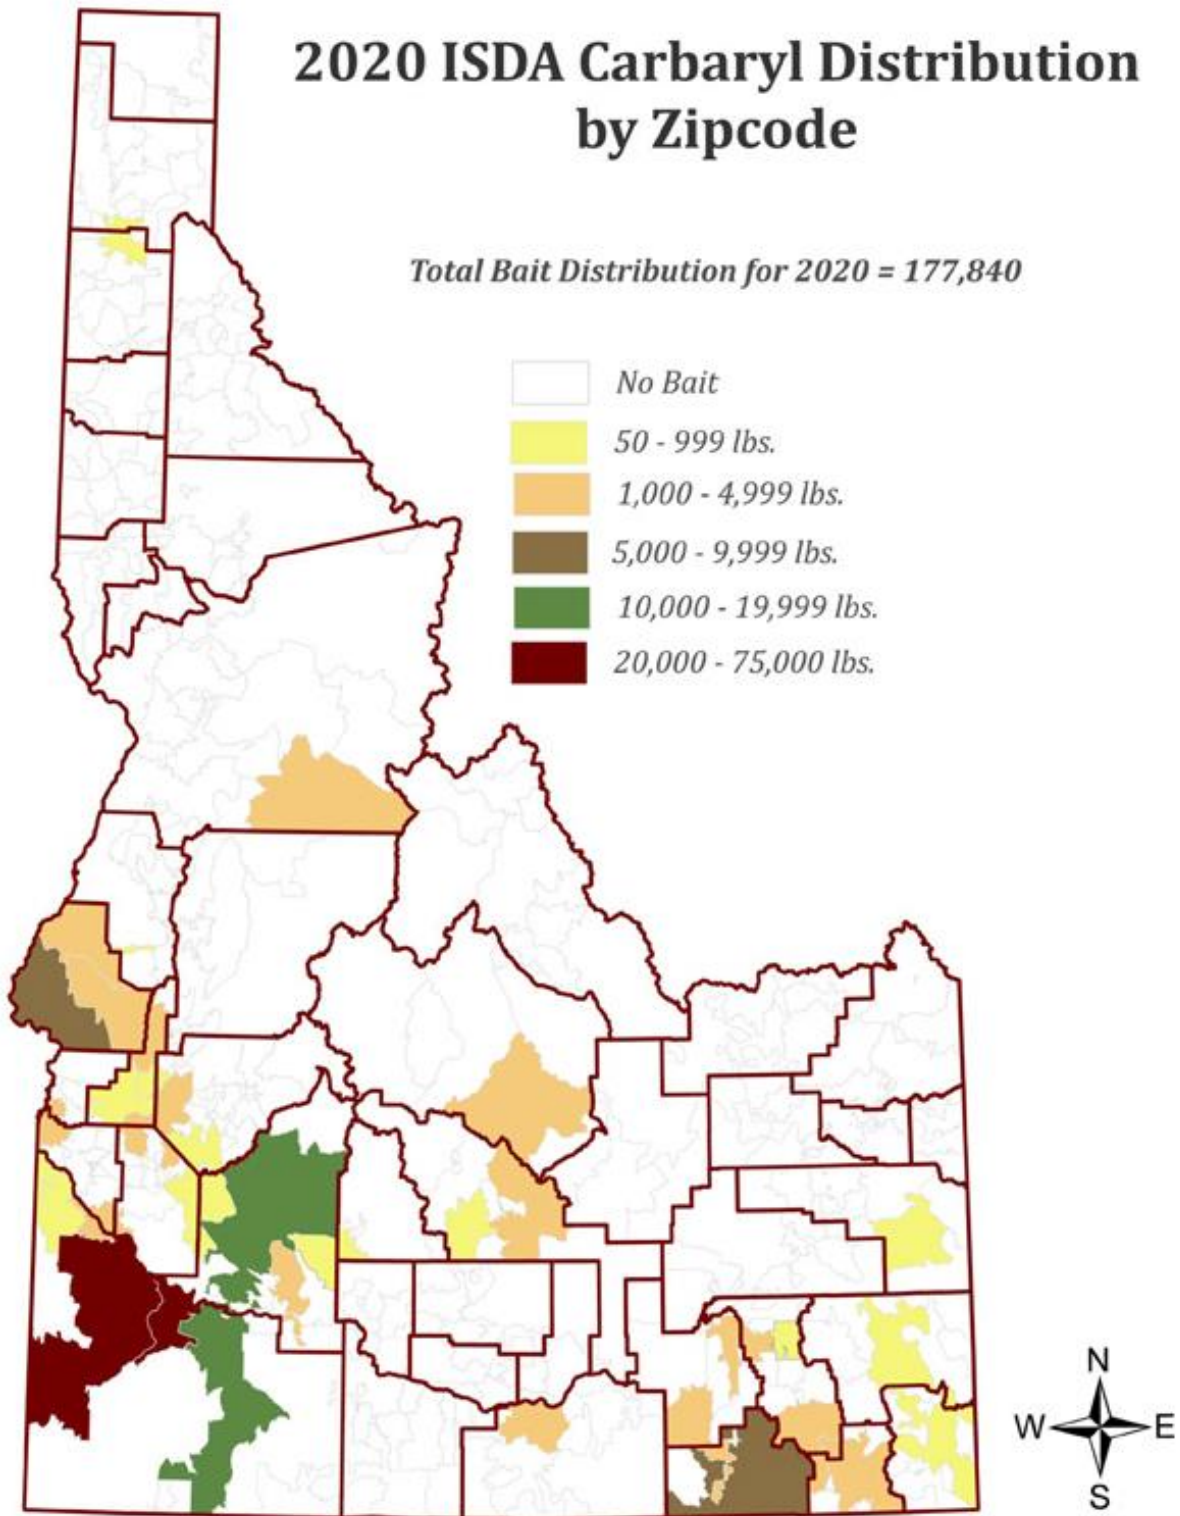 2020 ISDA Carbaryl Distribution
by Zipcode
Total Bait Distribution for 2020 = 177,840
No Bait
50 - 999 lbs.
1,000 - 4,999 lbs.
5,000 - 9,999 lbs.
10,000 - 19,999 lbs.
20,000 - 75,000 lbs.
N
W E
S